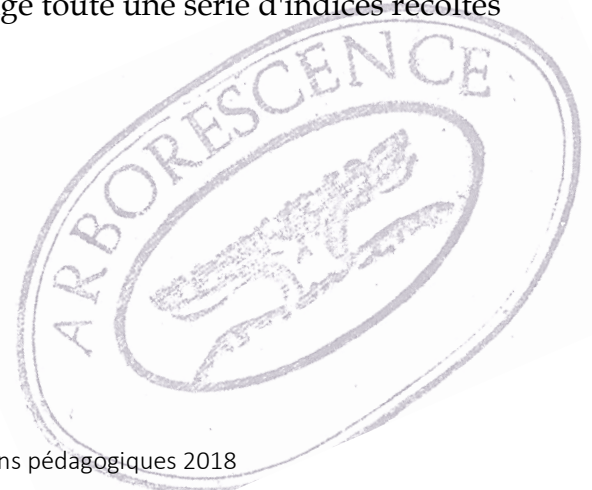 ge toute une série d'indices récoltés
ARBORESCENCE
ns pédagogiques 2018